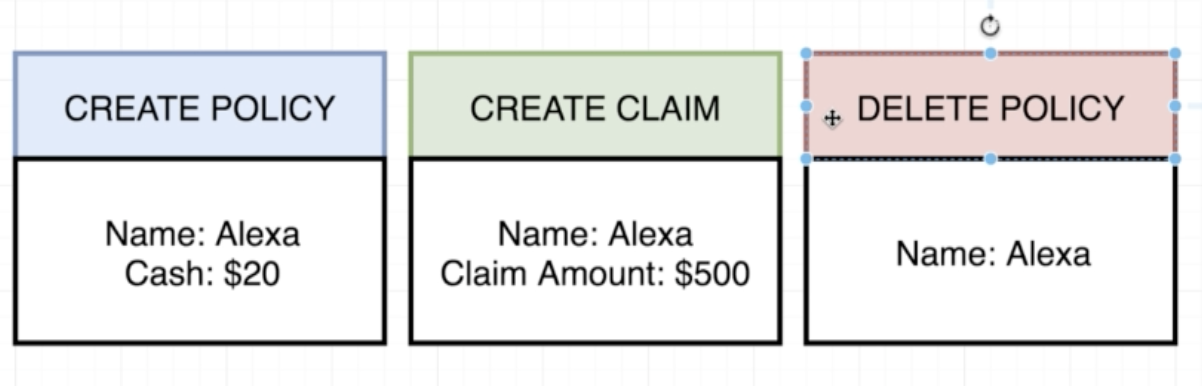 CREATE POLICY
Name: Alexa
Cash: $20
CREATE CLAIM
Name: Alexa
Claim Amount: $500
DELETE POLICY
Name: Alexa